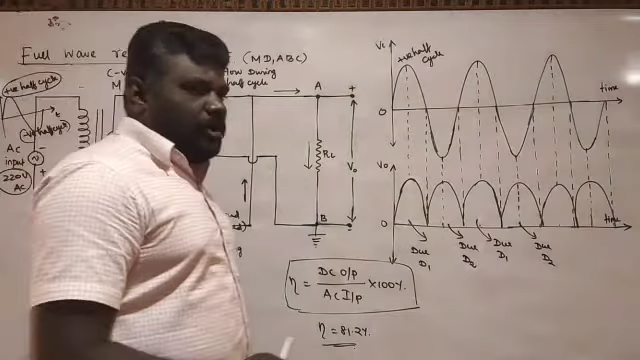 Full wave re
(MD, ABC)
flow During
half cycle
+ve half cycle
-ve half cycle
t
AC
input
220V
AC
-
+
A
+
RL
Vo
B
Vc
+ve half
cycle
0
time
Vo
0
time
Due
D1
Due
D2
Due
D1
Due
D2
η = DC O/p
AC I/p
×100%.
η = 81.2%.